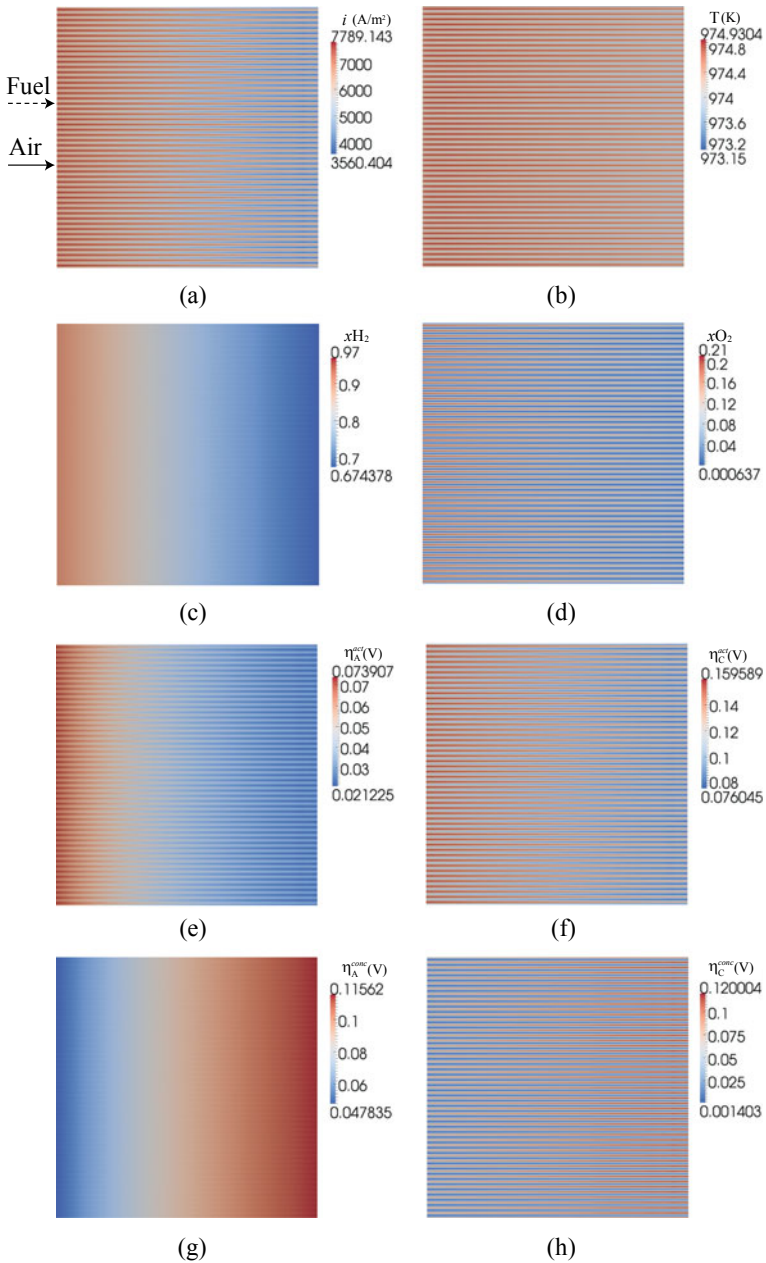 i (A/m²)
7789.143
7000
6000
5000
4000
3560.404
Fuel
Air
(a)
T(K)
974.9304
974.8
974.4
974
973.6
973.2
973.15
(b)
xH₂
0.97
0.9
0.8
0.7
0.674378
(c)
xO₂
0.21
0.2
0.16
0.12
0.08
0.04
0.000637
(d)
η_A^act(V)
0.073907
0.07
0.06
0.05
0.04
0.03
0.021225
(e)
η_C^act(V)
0.159589
0.14
0.12
0.1
0.08
0.076045
(f)
η_A^conc(V)
0.11562
0.1
0.08
0.06
0.047835
(g)
η_C^conc(V)
0.120004
0.1
0.075
0.05
0.025
0.001403
(h)